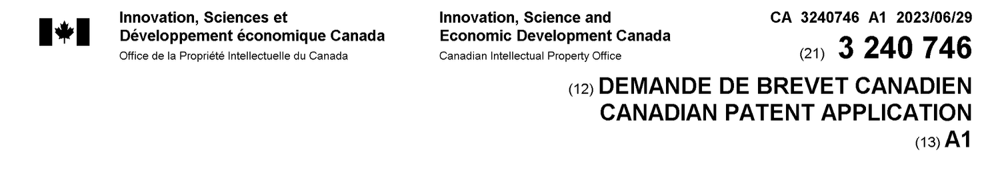 Innovation, Sciences et
Développement économique Canada
Office de la Propriété Intellectuelle du Canada
Innovation, Science and
Economic Development Canada
Canadian Intellectual Property Office
CA 3240746 A1 2023/06/29
(21) 3 240 746
(12) DEMANDE DE BREVET CANADIEN
CANADIAN PATENT APPLICATION
(13) A1